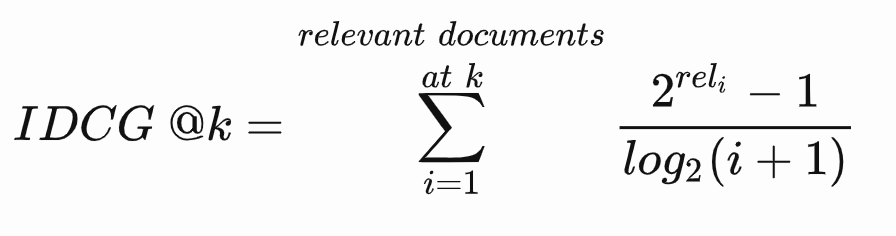 relevant documents
at k
IDCG @k = ∑ 2^{rel_i} − 1
i=1 log_2(i + 1)